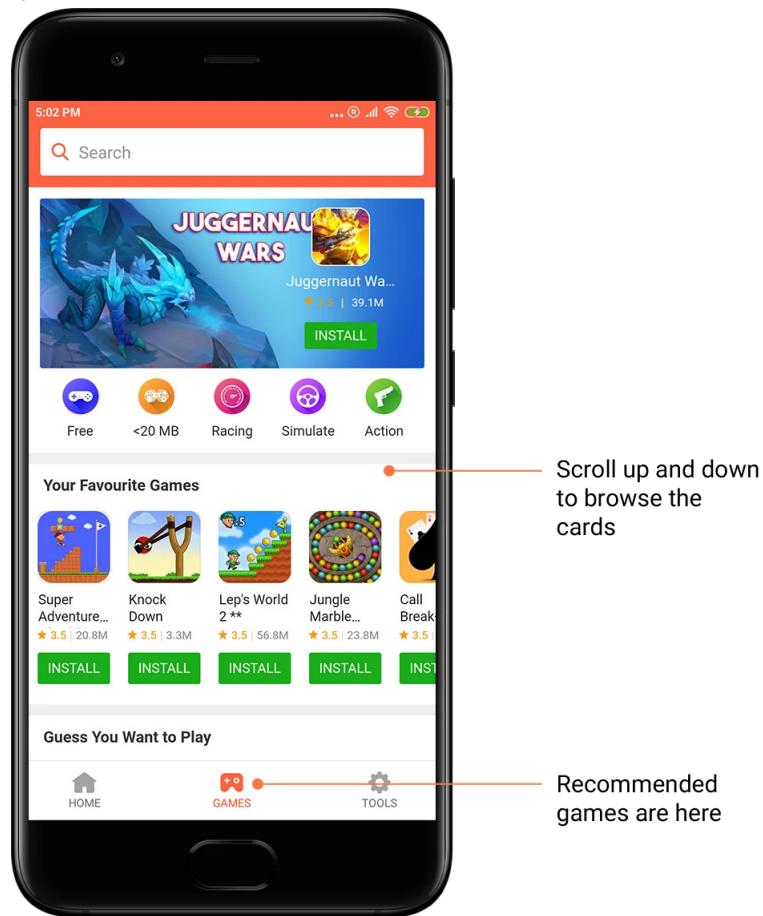 5:02 PM
Search
JUGGERNAU
WARS
Juggernaut Wa...
3.5 | 39.1M
INSTALL
Free <20 MB Racing Simulate Action
Your Favourite Games
Super Knock Lep's World Jungle Call
Adventure... Down 2 ** Marble... Break
3.5 | 20.8M 3.5 | 3.3M 3.5 | 56.8M 3.5 | 23.8M 3.5 |
INSTALL INSTALL INSTALL INSTALL INST
Guess You Want to Play
HOME GAMES TOOLS
Scroll up and down
to browse the
cards
Recommended
games are here